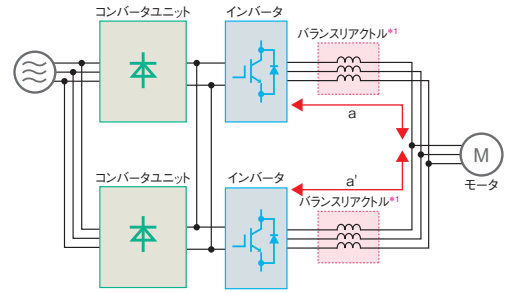 コンバータユニット
インバータ
バランスリアクトル*1
a
M
モータ
コンバータユニット
インバータ
a'
バランスリアクトル*1